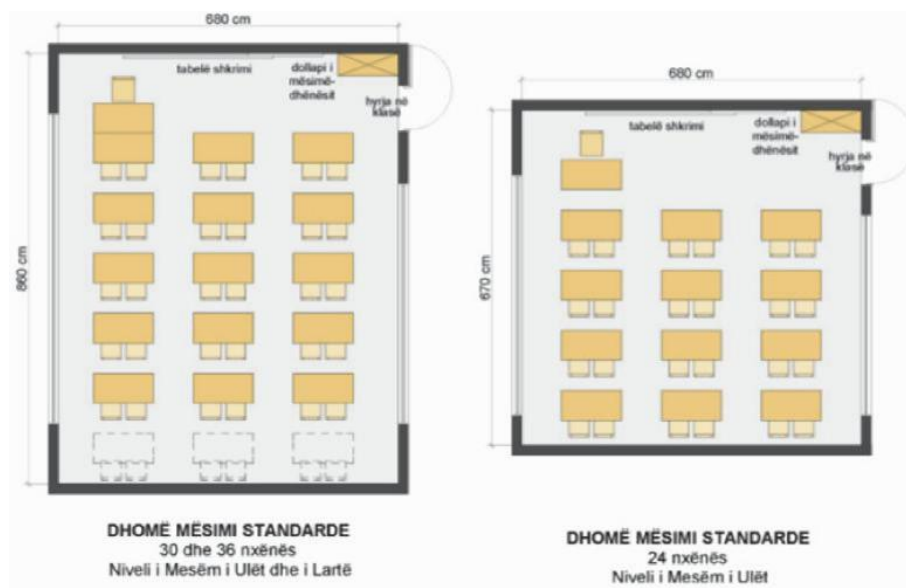 680 cm
tabelë shkrimi
dollapi i
mësimë-
dhënësit
hyrja në
klasë
860 cm
DHOMË MËSIMI STANDARDE
30 dhe 36 nxënës
Niveli i Mesëm i Ulët dhe i Lartë
680 cm
tabelë shkrimi
dollapi i
mësimë-
dhënësit
hyrja në
klasë
670 cm
DHOMË MËSIMI STANDARDE
24 nxënës
Niveli i Mesëm i Ulët